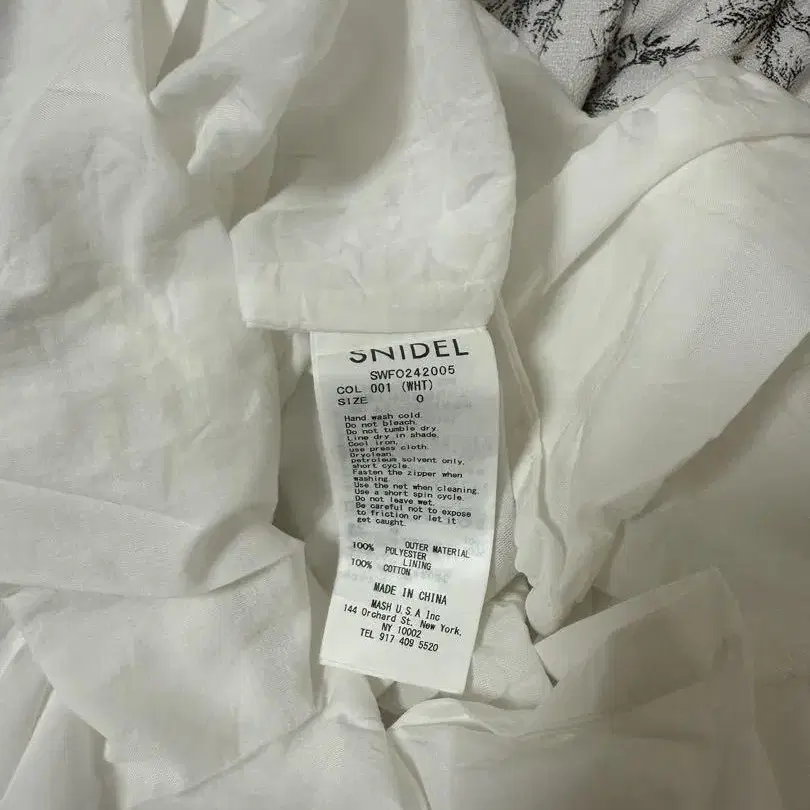 SNIDEL
SWFO242005
COL 001 (WHT)
SIZE 0
Hand wash cold.
Do not bleach.
Do not tumble dry.
Line dry in shade.
Cool iron,
use press cloth.
Dryclean,
petroleum solvent only,
short cycle.
Fasten the zipper when
washing.
Use the net when cleaning.
Use a short spin cycle.
Do not leave wet.
Be careful not to expose
to friction or let it
get caught.
OUTER MATERIAL
100% POLYESTER
LINING
100% COTTON
MADE IN CHINA
MASH U.S.A Inc
144 Orchard St. New York,
NY 10002
TEL 917 409 5520